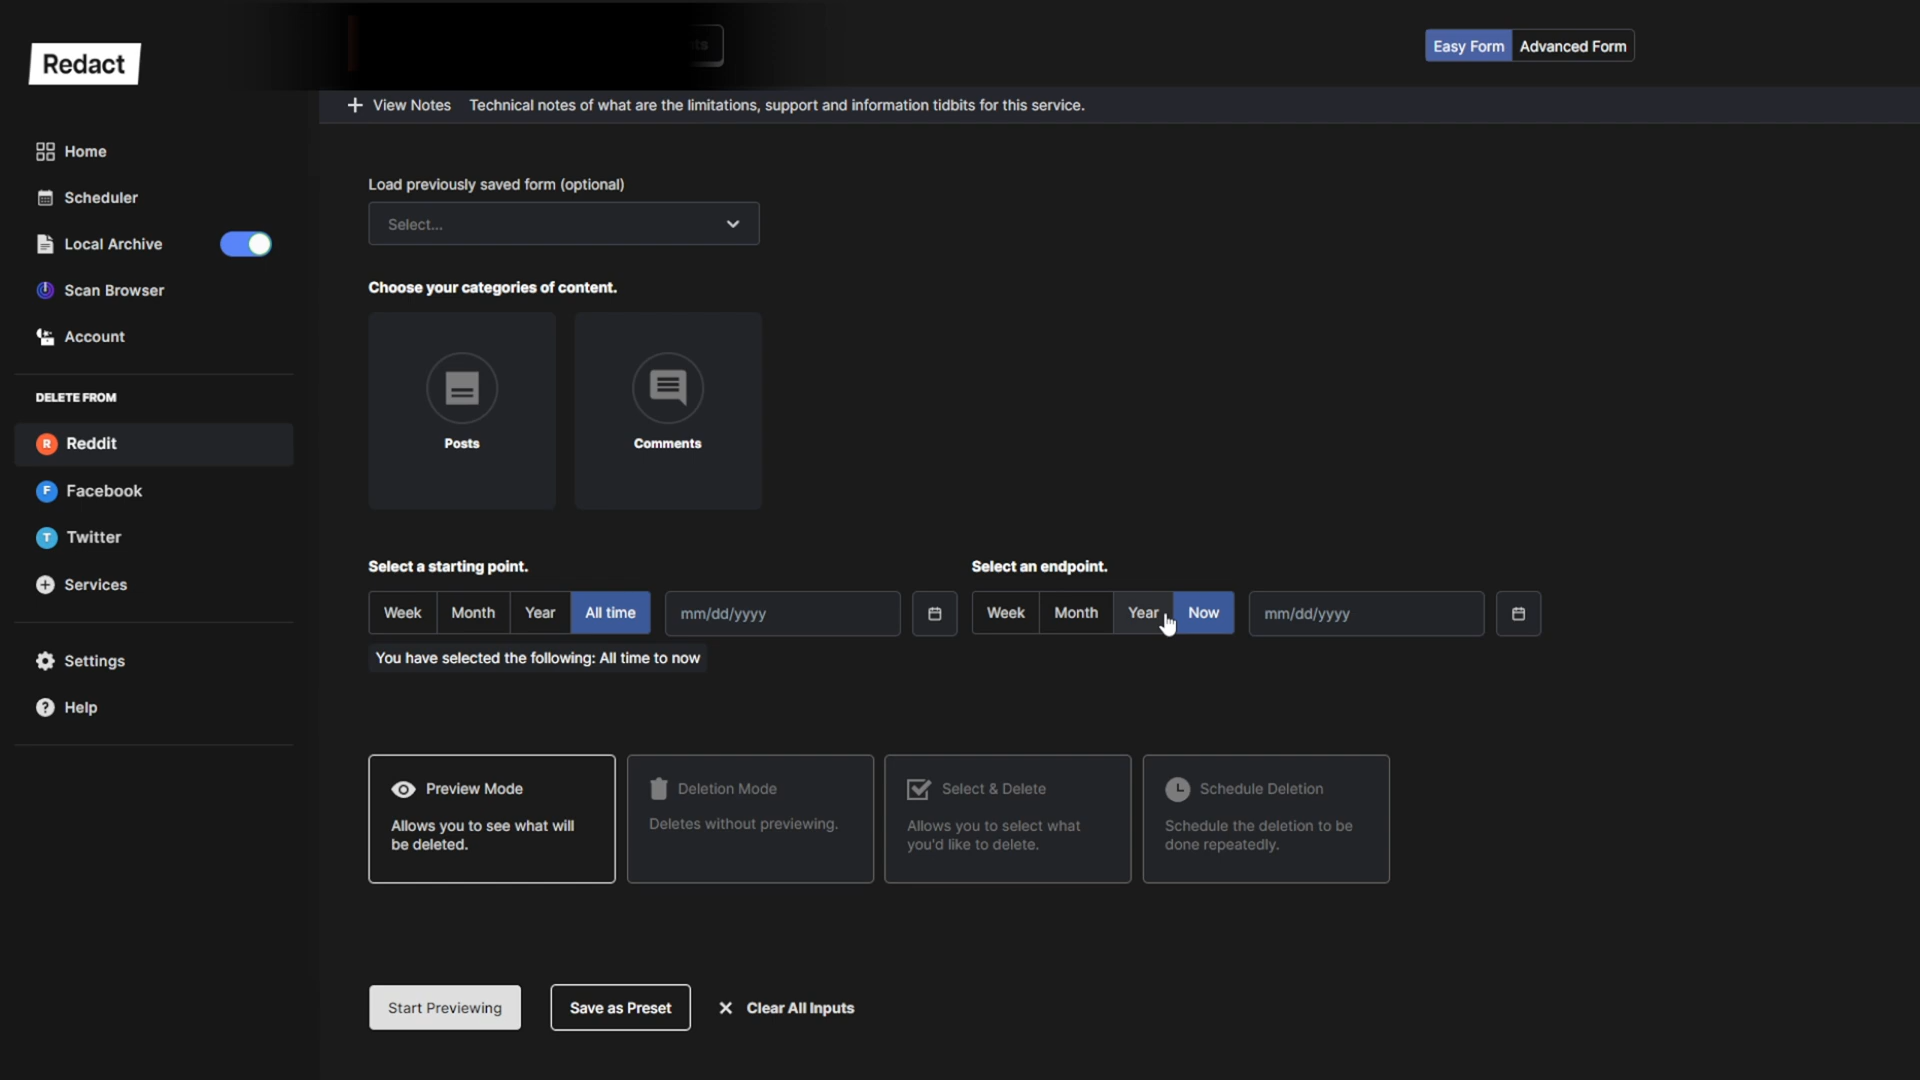 Redact
Easy Form Advanced Form
View Notes Technical notes of what are the limitations, support and information tidbits for this service.
Home
Scheduler
Local Archive
Scan Browser
Account
DELETE FROM
R Reddit
F Facebook
T Twitter
Services
Settings
? Help
Load previously saved form (optional)
Select...
Choose your categories of content.
Posts Comments
Select a starting point. Select an endpoint.
Week Month Year All time mm/dd/yyyy Week Month Year Now mm/dd/yyyy
You have selected the following: All time to now
Preview Mode Deletion Mode Select & Delete Schedule Deletion
Allows you to see what will Deletes without previewing. Allows you to select what Schedule the deletion to be
be deleted. you'd like to delete. done repeatedly.
Start Previewing Save as Preset Clear All Inputs